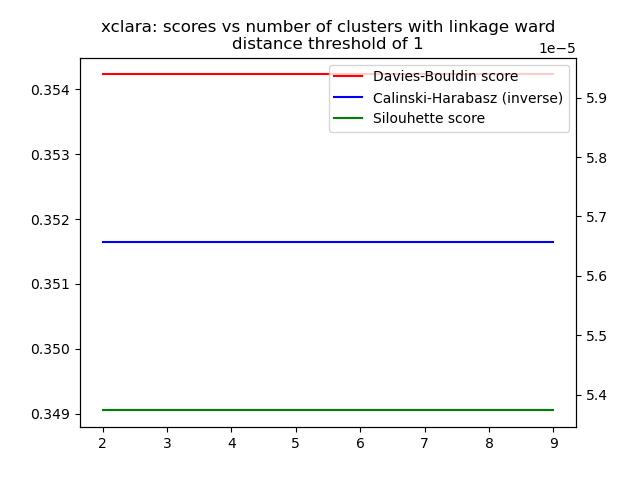 xclara: scores vs number of clusters with linkage ward
distance threshold of 1
1e−5
Davies-Bouldin score
Calinski-Harabasz (inverse)
Silouhette score
0.354
0.353
0.352
0.351
0.350
0.349
5.9
5.8
5.7
5.6
5.5
5.4
2 3 4 5 6 7 8 9